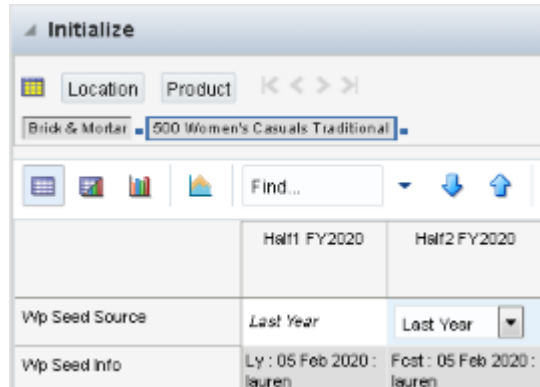 Initialize
Location Product
Brick & Mortar 500 Women's Casuals Traditional
Find...
Half1 FY2020 Half2 FY2020
Wp Seed Source Last Year Last Year
Wp Seed Info Ly : 05 Feb 2020 : Fcst : 05 Feb 2020 :
lauren lauren